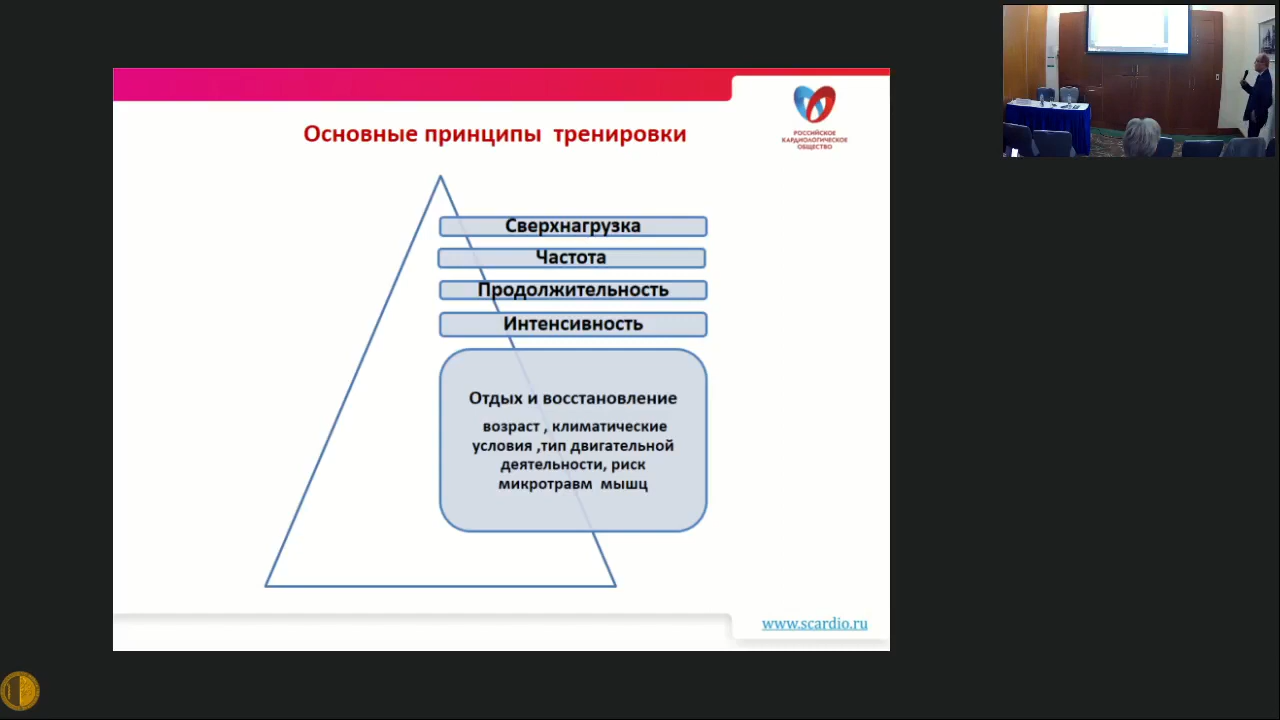 Основные принципы тренировки
РОССИЙСКОЕ
КАРДИОЛОГИЧЕСКОЕ
ОБЩЕСТВО
Сверхнагрузка
Частота
Продолжительность
Интенсивность
Отдых и восстановление
возраст , климатические
условия ,тип двигательной
деятельности, риск
микротравм мышц
www.scardio.ru